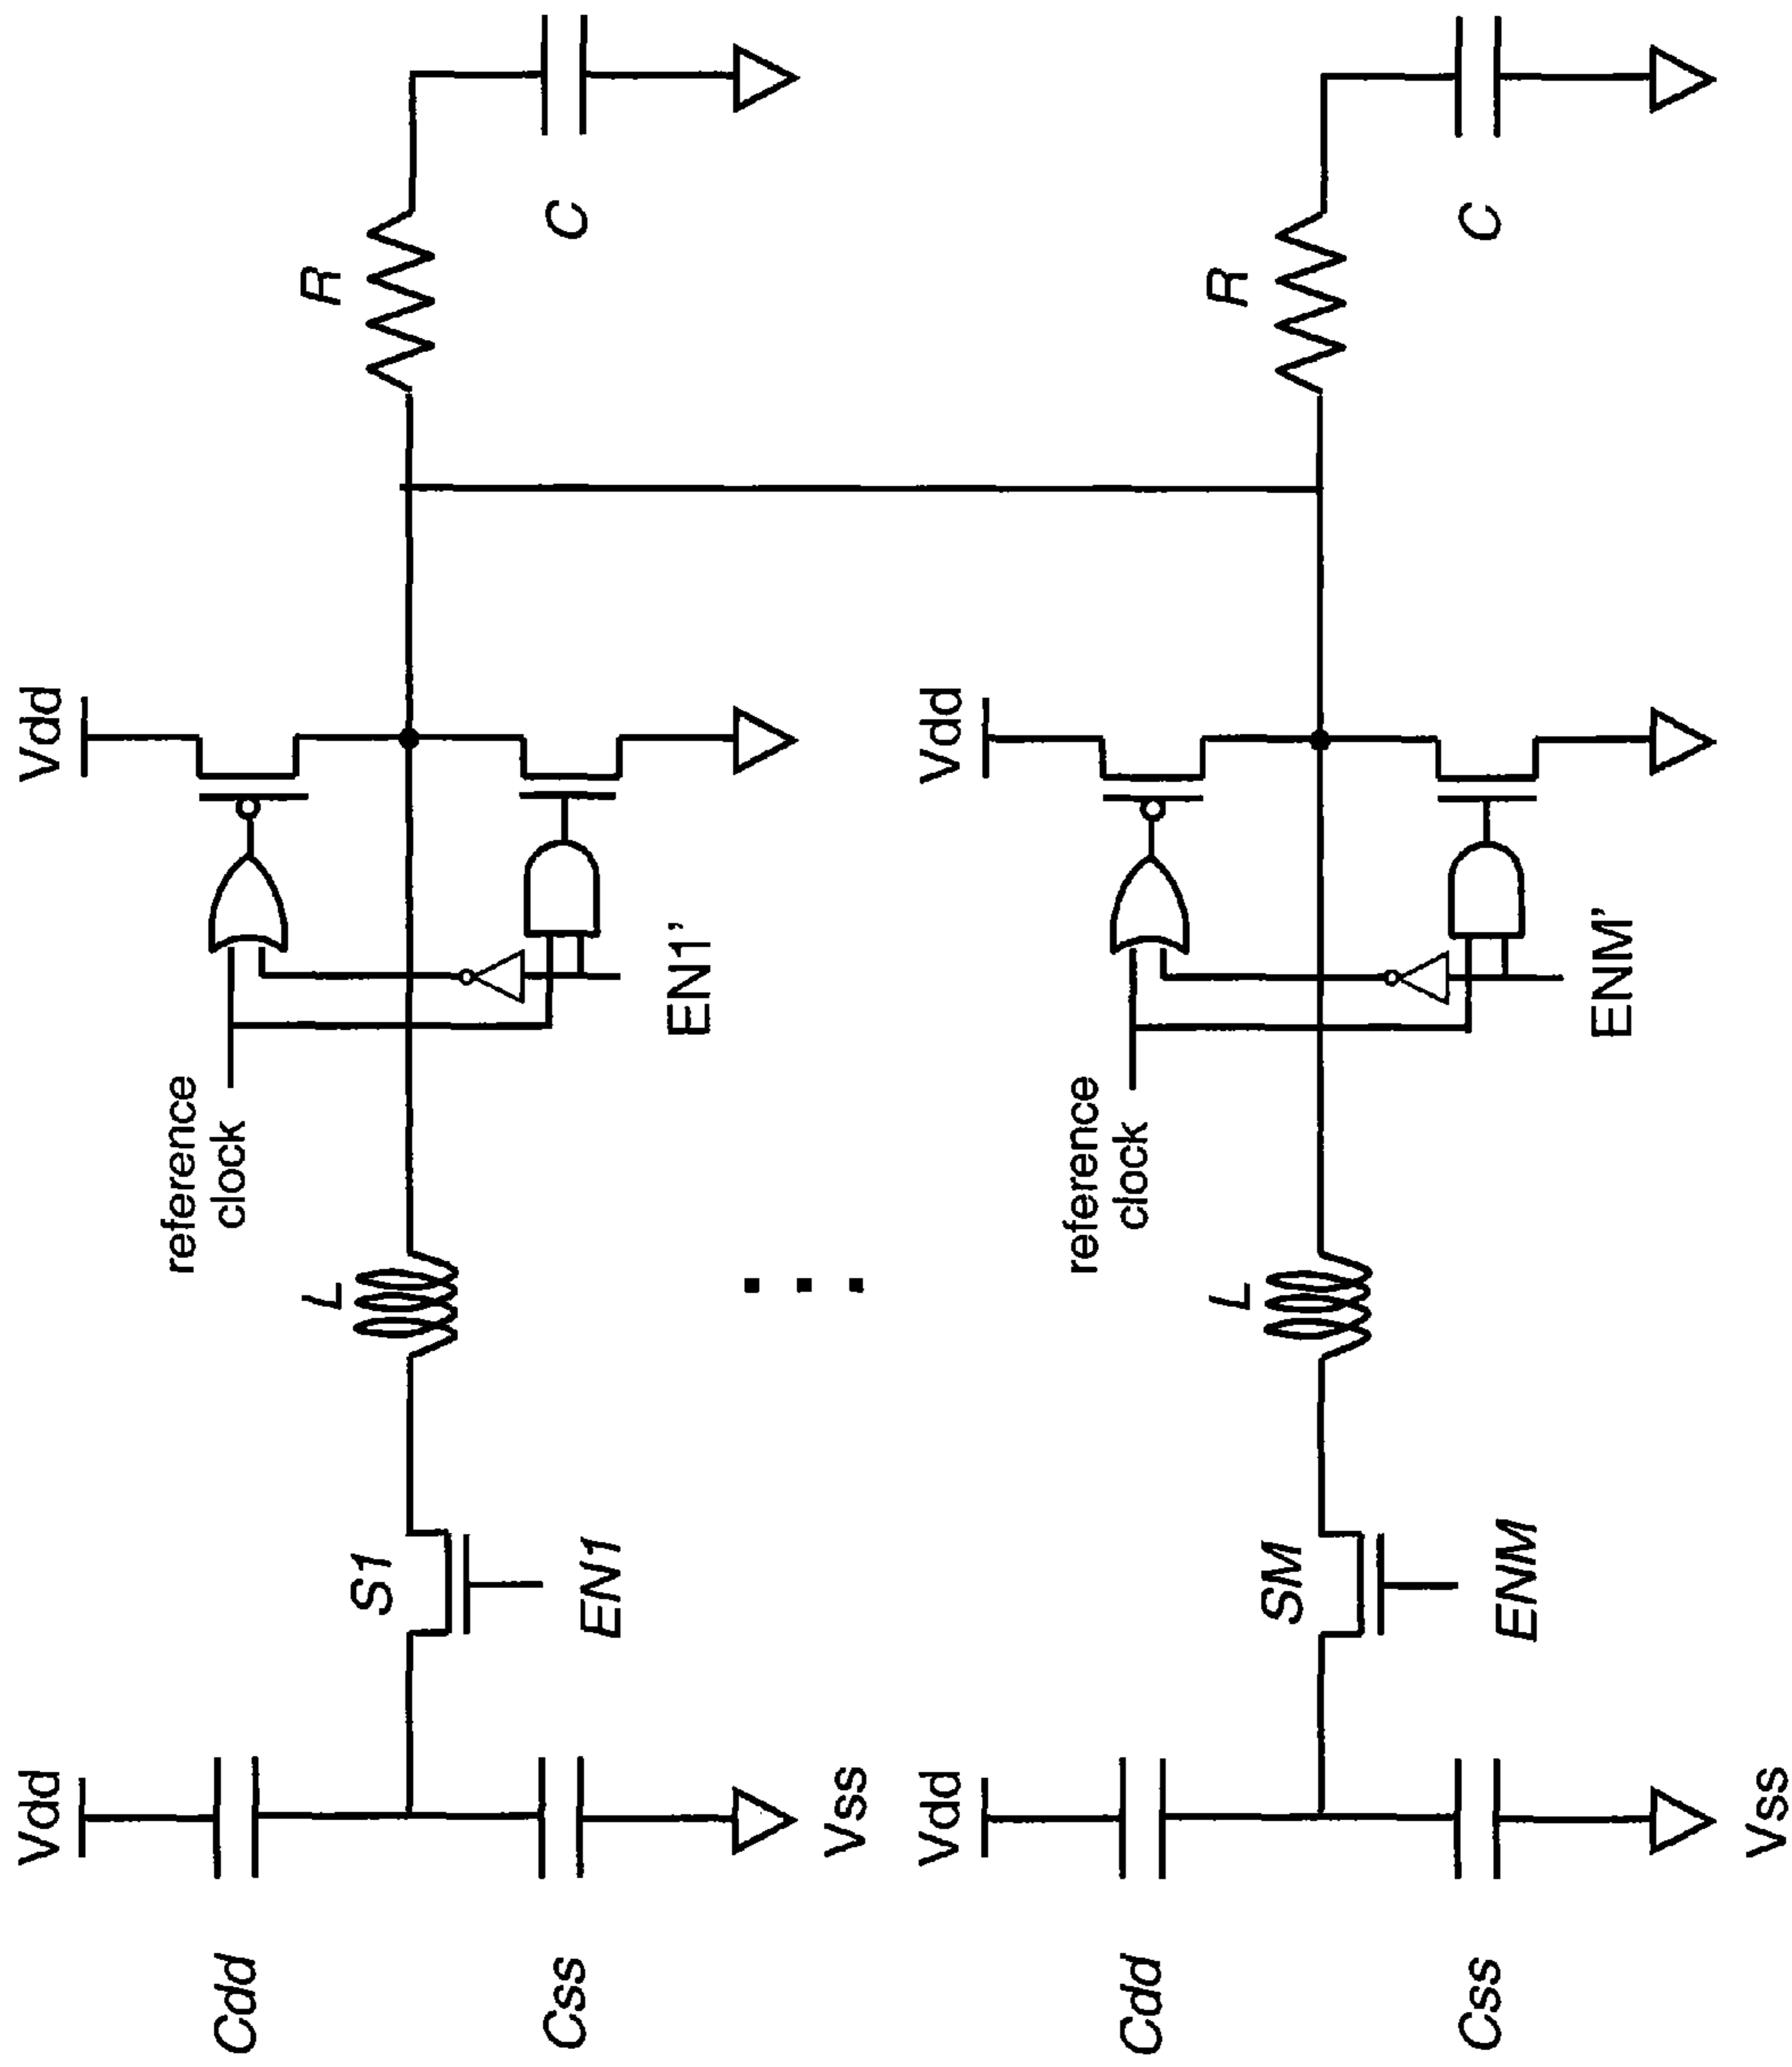 Vdd
Vdd
reference
clock
L
R
C
S1
EN1
EN1'
Cdd
Css
Vss
Vdd
Vdd
reference
clock
L
R
C
SM
ENM
ENM'
Cdd
Css
Vss